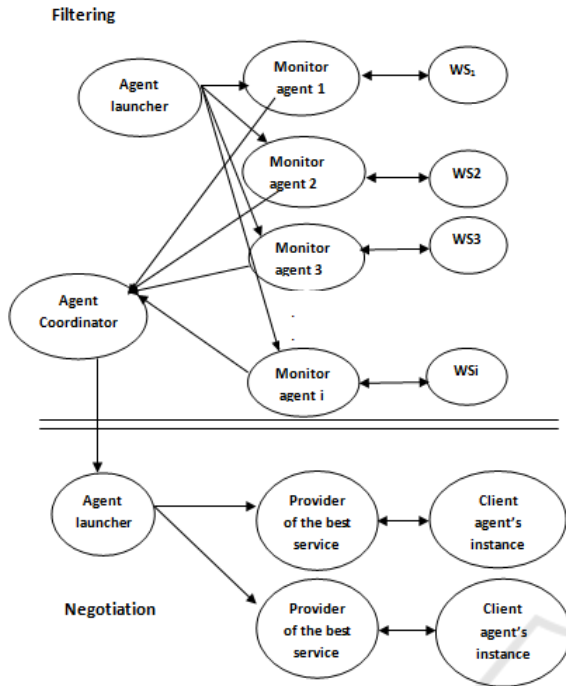 Filtering
Agent
launcher
Monitor
agent 1
WS₁
Monitor
agent 2
WS2
Monitor
agent 3
WS3
Agent
Coordinator
.
.
Monitor
agent i
WSi
Agent
launcher
Provider
of the best
service
Client
agent's
instance
Negotiation
Provider
of the best
service
Client
agent's
instance